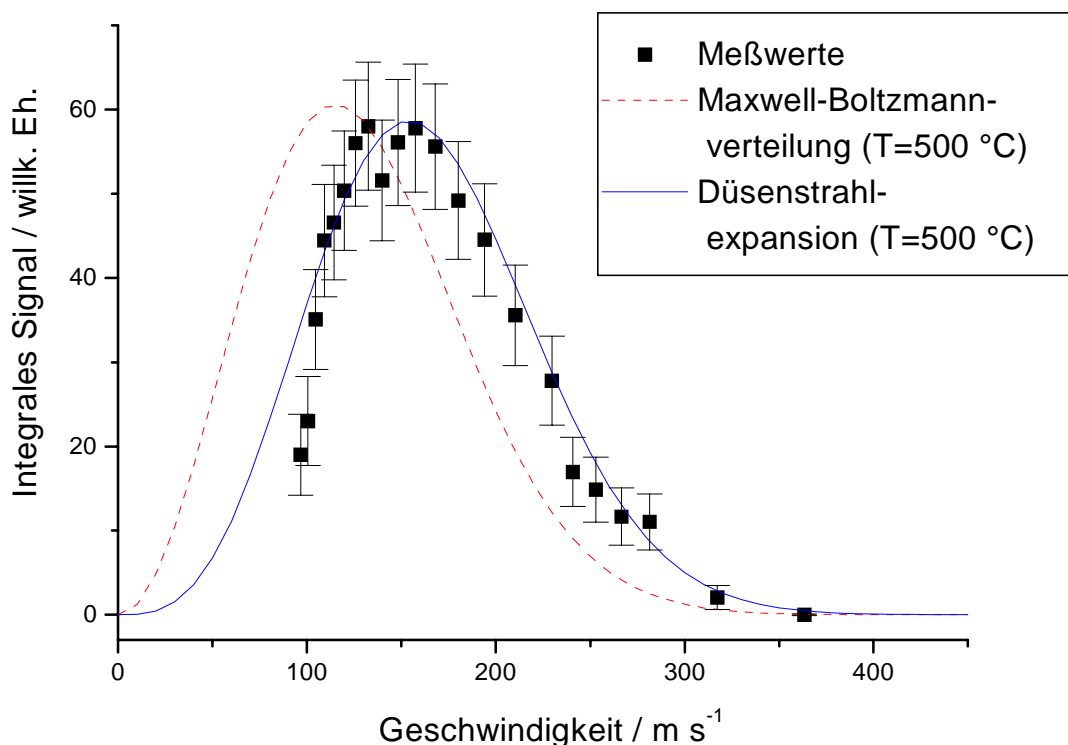 Meßwerte
Maxwell-Boltzmann-
verteilung (T=500 °C)
Düsenstrahl-
expansion (T=500 °C)
Integrales Signal / willk. Eh.
60
40
20
0
0 100 200 300 400
Geschwindigkeit / m s⁻¹